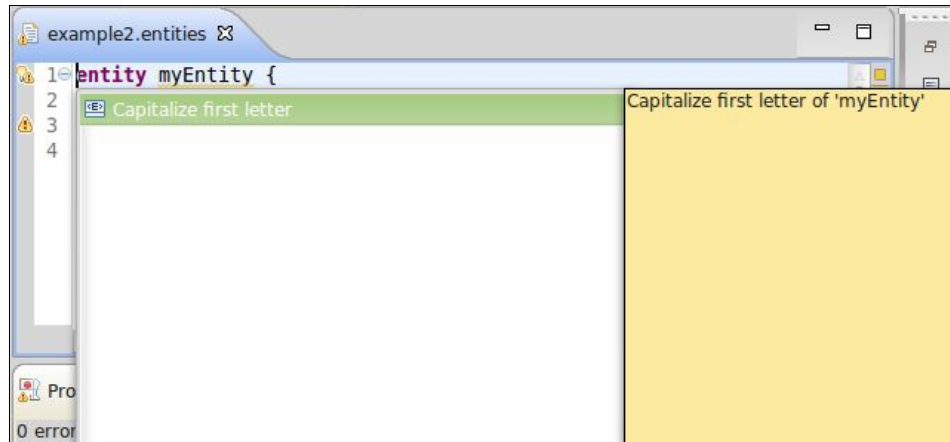 example2.entities
1 entity myEntity {
2
3
4
Capitalize first letter
Capitalize first letter of 'myEntity'
Pro
0 error